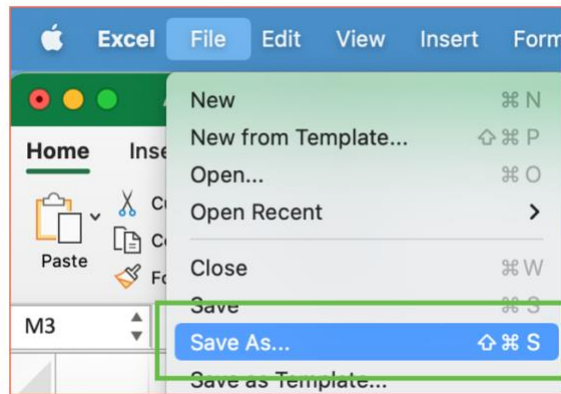 Excel File Edit View Insert
New ⌘ N
Home
New from Template... ⇧ ⌘ P
Open... ⌘ O
Open Recent >
Paste
Close ⌘ W
Save ⌘ S
M3
Save As... ⇧ ⌘ S
Save as Template...